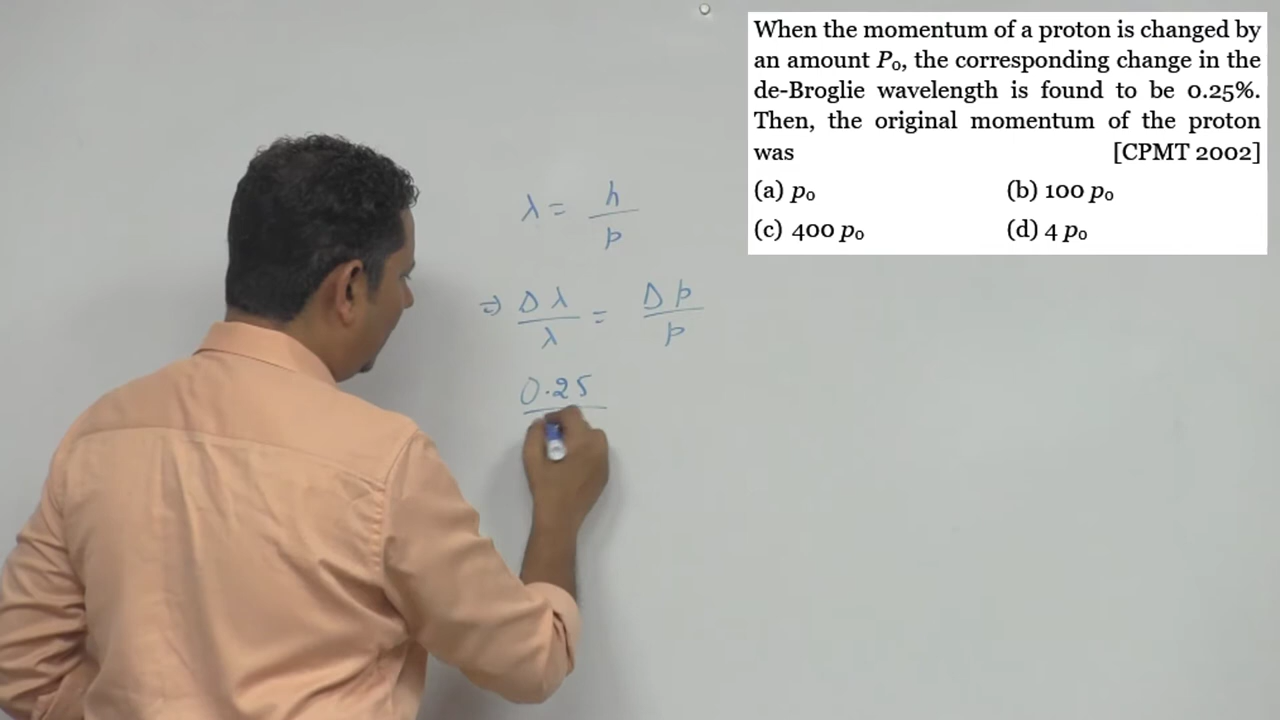 When the momentum of a proton is changed by
an amount P₀, the corresponding change in the
de-Broglie wavelength is found to be 0.25%.
Then, the original momentum of the proton
was [CPMT 2002]
(a) p₀ (b) 100 p₀
(c) 400 p₀ (d) 4 p₀
λ = h/p
⇒ Δλ/λ = Δp/p
0.25